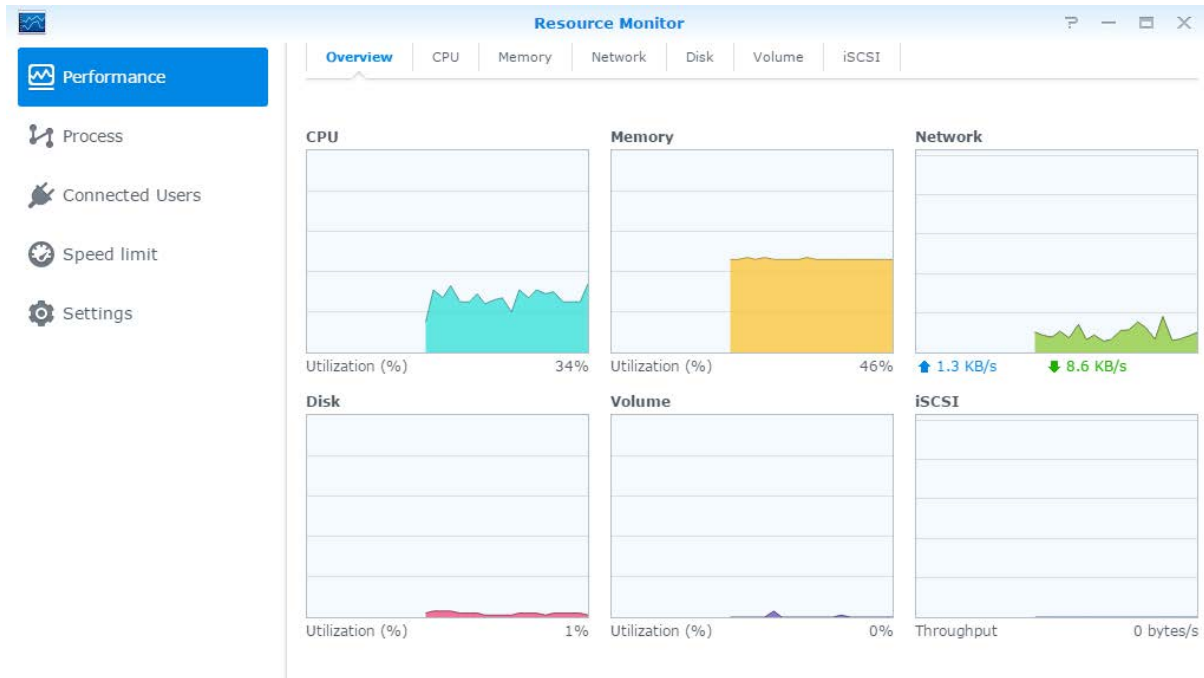 Resource Monitor
?
Performance
Process
Connected Users
Speed limit
Settings
Overview CPU Memory Network Disk Volume iSCSI
CPU
Utilization (%) 34%
Memory
Utilization (%) 46%
Network
1.3 KB/s 8.6 KB/s
Disk
Utilization (%) 1%
Volume
Utilization (%) 0%
iSCSI
Throughput 0 bytes/s